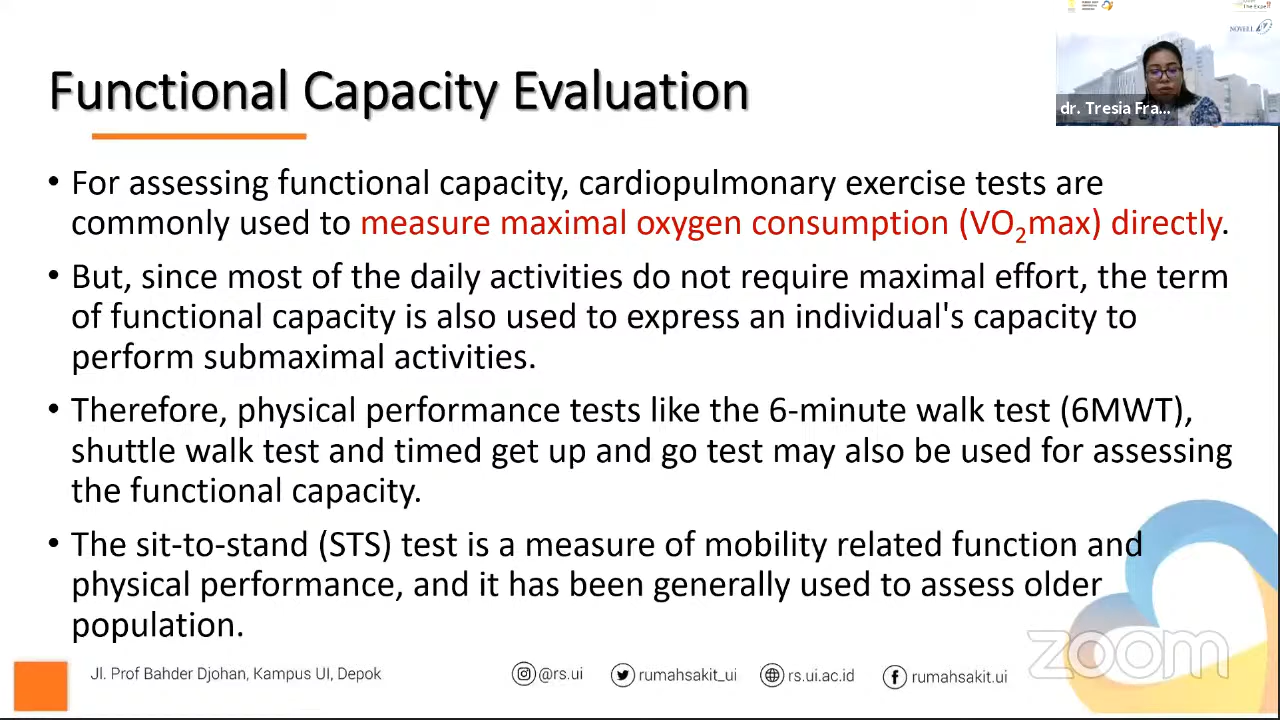 Functional Capacity Evaluation
NOVELL
dr. Tresia Fra...
• For assessing functional capacity, cardiopulmonary exercise tests are
commonly used to measure maximal oxygen consumption (VO₂max) directly.
• But, since most of the daily activities do not require maximal effort, the term
of functional capacity is also used to express an individual's capacity to
perform submaximal activities.
• Therefore, physical performance tests like the 6-minute walk test (6MWT),
shuttle walk test and timed get up and go test may also be used for assessing
the functional capacity.
• The sit-to-stand (STS) test is a measure of mobility related function and
physical performance, and it has been generally used to assess older
population.
zoom
Jl. Prof Bahder Djohan, Kampus UI, Depok @rs.ui rumahsakit_ui rs.ui.ac.id rumahsakit.ui